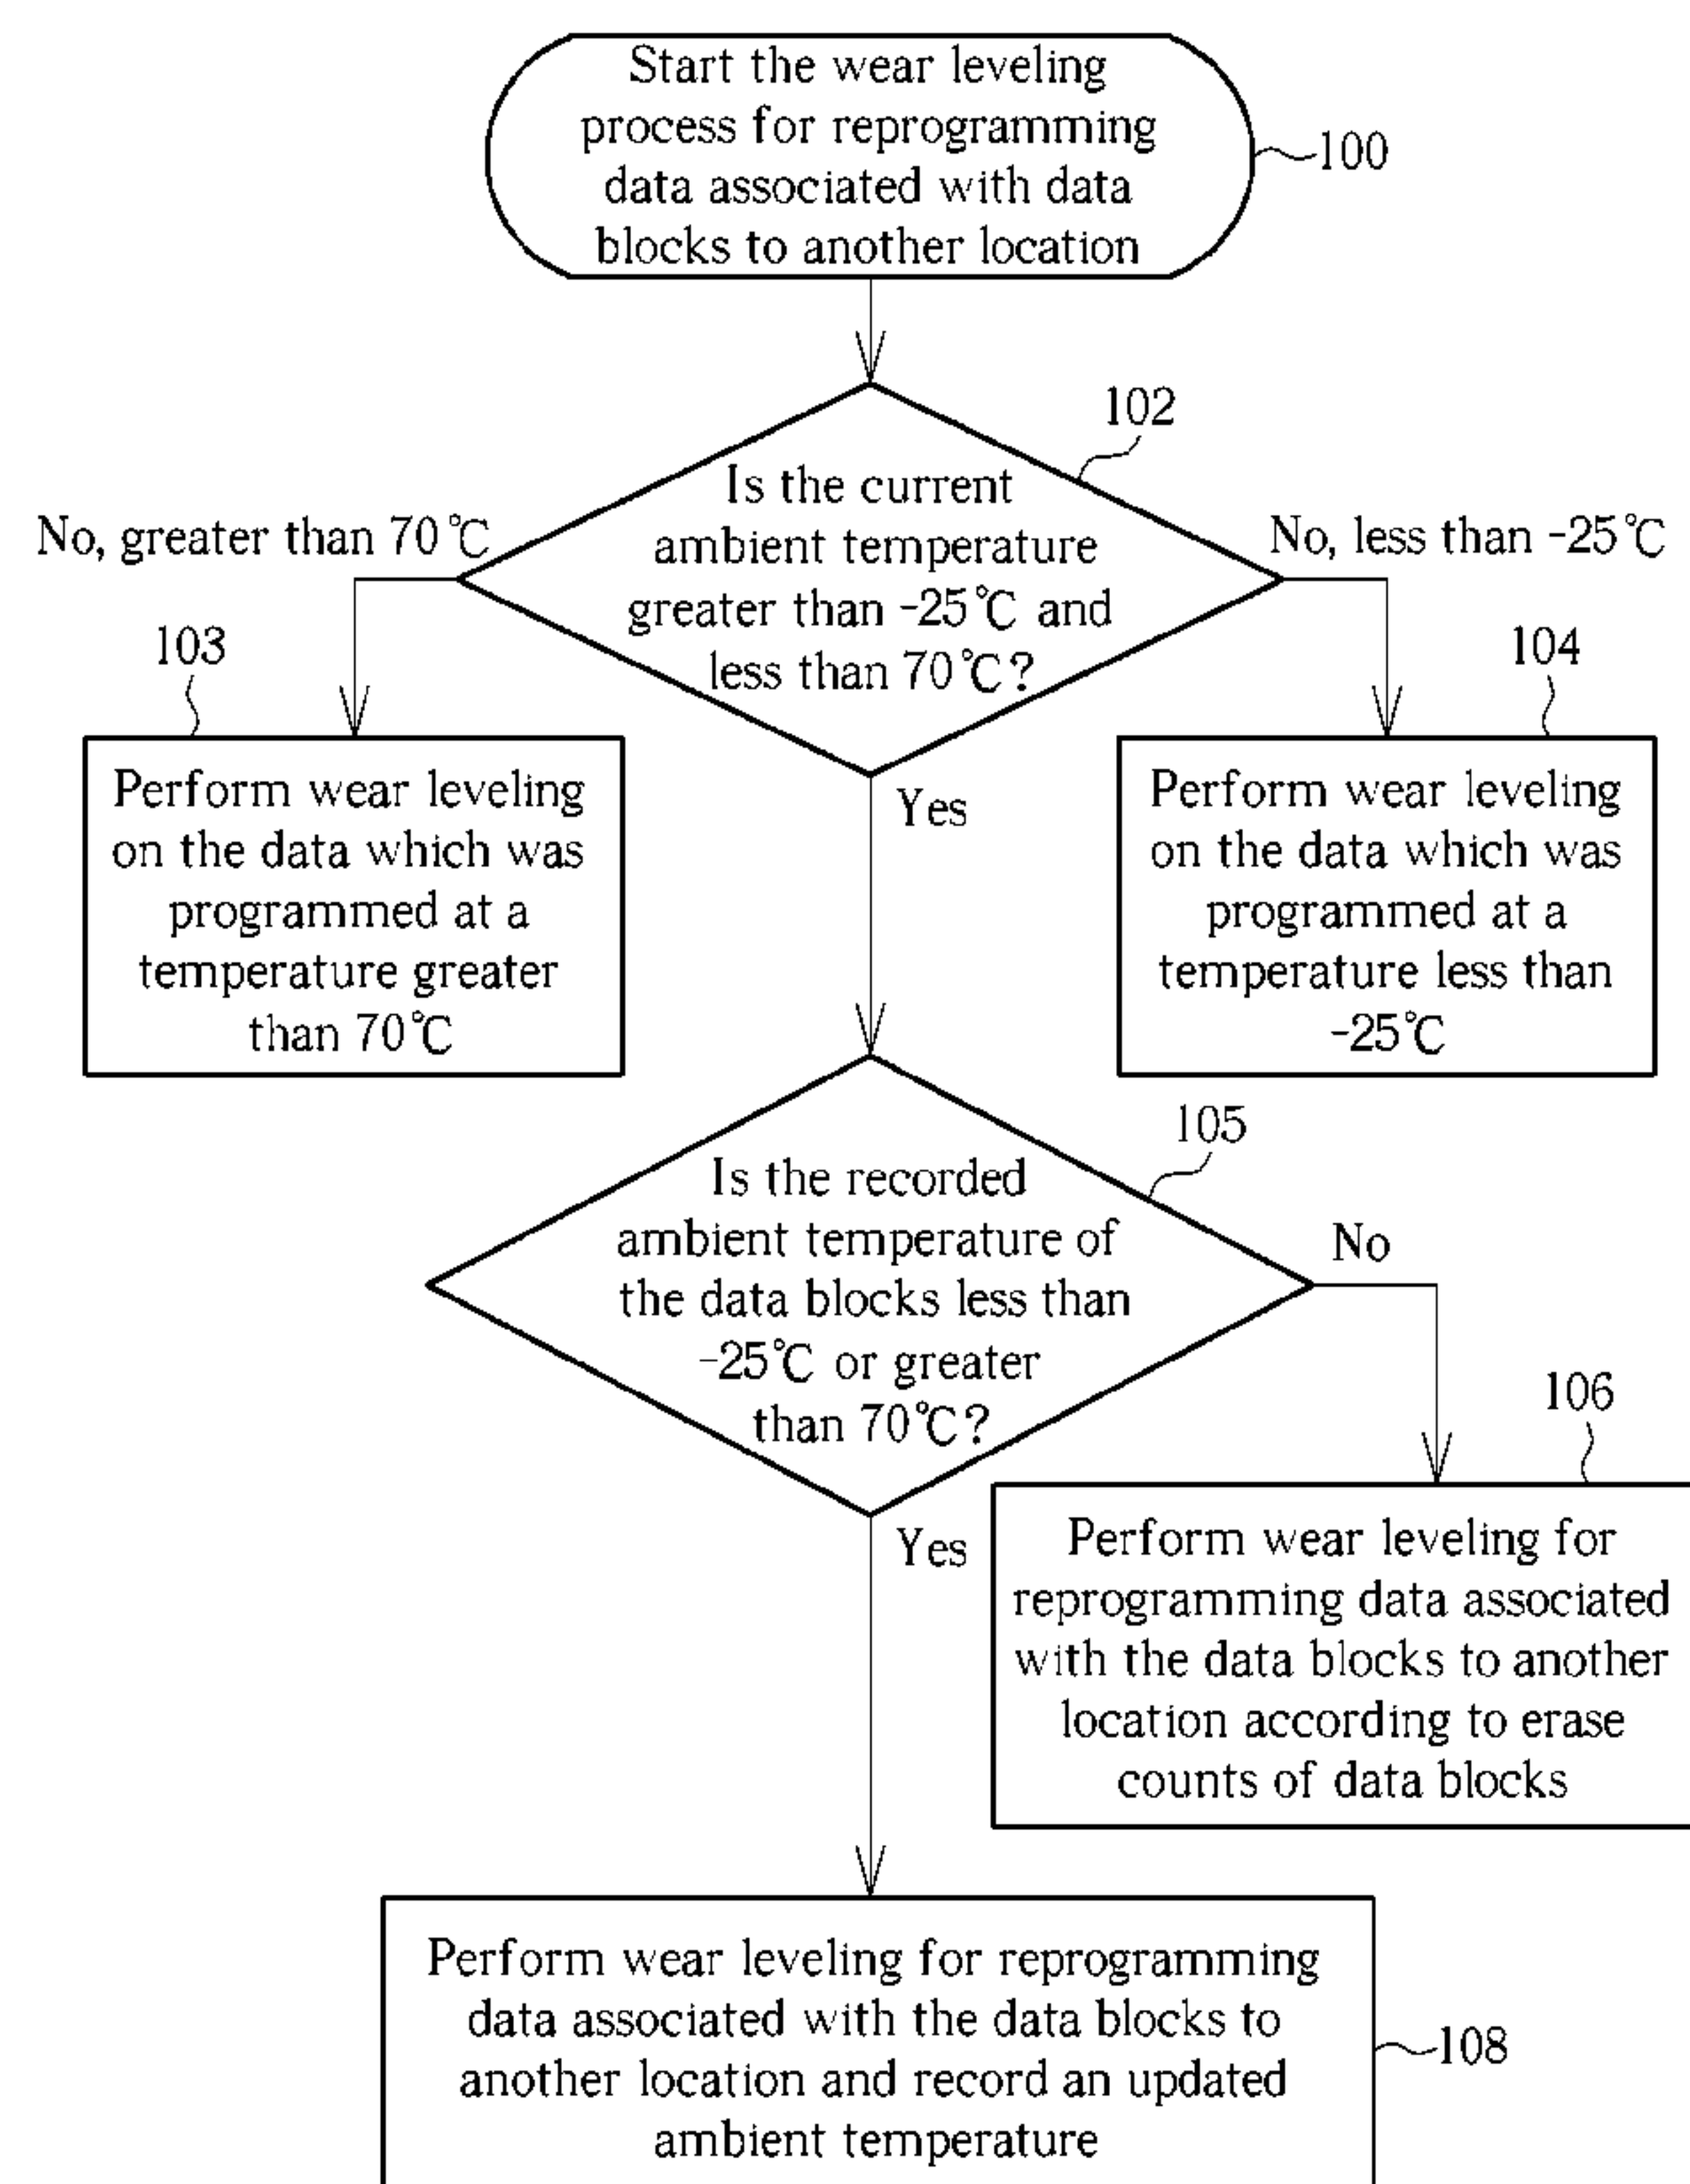 Start the wear leveling
process for reprogramming
data associated with data
blocks to another location
100
102
Is the current
ambient temperature
greater than -25℃ and
less than 70℃?
No, greater than 70℃
No, less than -25℃
103
104
Perform wear leveling
on the data which was
programmed at a
temperature greater
than 70℃
Yes
Perform wear leveling
on the data which was
programmed at a
temperature less than
-25℃
105
Is the recorded
ambient temperature of
the data blocks less than
-25℃ or greater
than 70℃?
No
106
Yes
Perform wear leveling for
reprogramming data associated
with the data blocks to another
location according to erase
counts of data blocks
Perform wear leveling for reprogramming
data associated with the data blocks to
another location and record an updated
ambient temperature
108